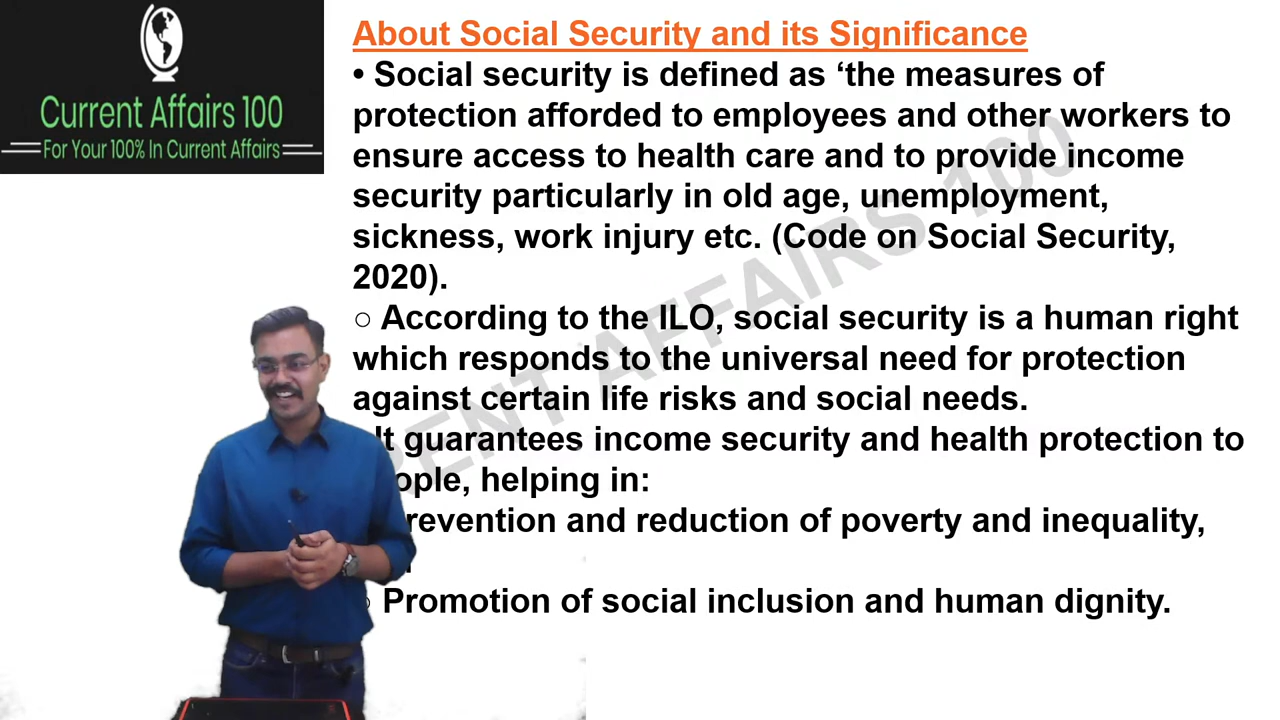 Current Affairs 100
For Your 100% In Current Affairs
About Social Security and its Significance
• Social security is defined as ‘the measures of
protection afforded to employees and other workers to
ensure access to health care and to provide income
security particularly in old age, unemployment,
sickness, work injury etc. (Code on Social Security,
2020).
○ According to the ILO, social security is a human right
which responds to the universal need for protection
against certain life risks and social needs.
It guarantees income security and health protection to
ople, helping in:
revention and reduction of poverty and inequality,
○ Promotion of social inclusion and human dignity.
RENT AFFAIRS 100